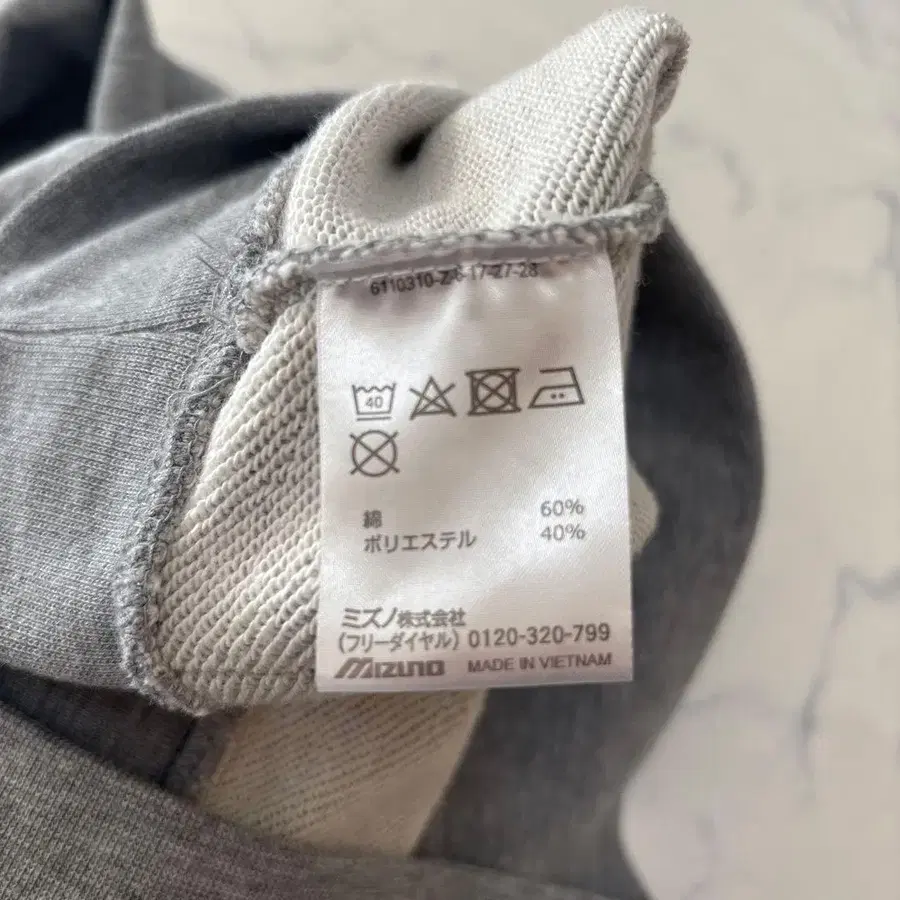 6110310-Z-6-17-27-28
40
綿 60%
ポリエステル 40%
ミズノ株式会社
(フリーダイヤル) 0120-320-799
MIZUNO MADE IN VIETNAM